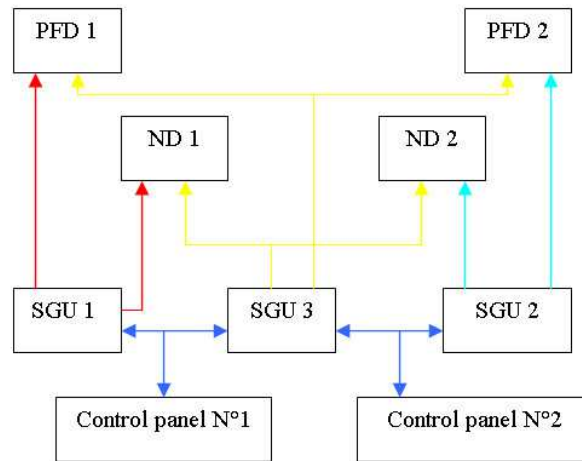 PFD 1
PFD 2
ND 1
ND 2
SGU 1
SGU 3
SGU 2
Control panel N°1
Control panel N°2